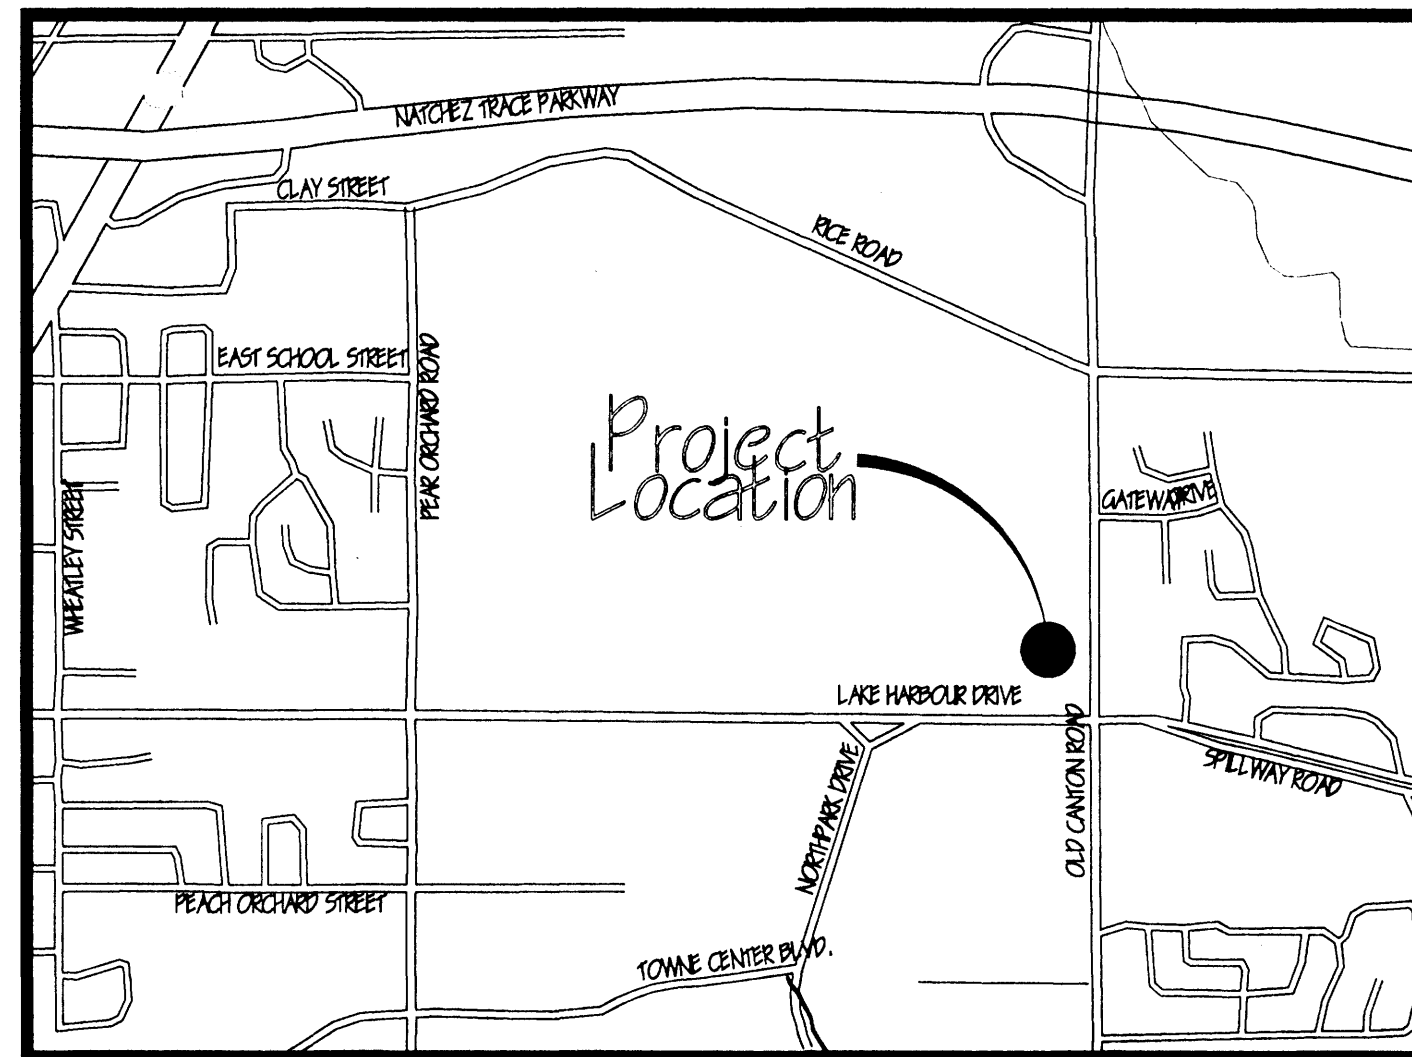 NATCHEZ TRACE PARKWAY
CLAY STREET
RICE ROAD
EAST SCHOOL STREET
PEAR ORCHARD ROAD
Project
Location
GATEWAY DRIVE
WHEATLEY STREET
LAKE HARBOUR DRIVE
OLD CANTON ROAD
SPILLWAY ROAD
NORTHPARK DRIVE
PEACH ORCHARD STREET
TOWNE CENTER BLVD.